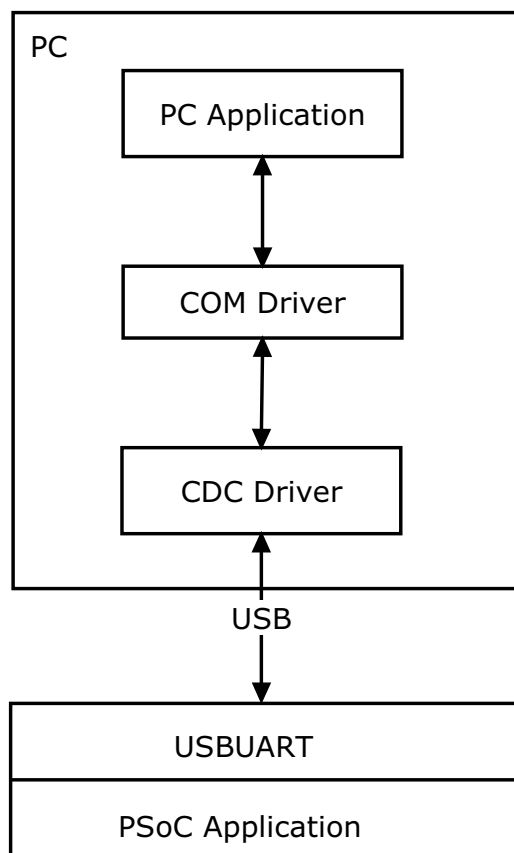 PC
PC Application
COM Driver
CDC Driver
USB
USBUART
PSoC Application